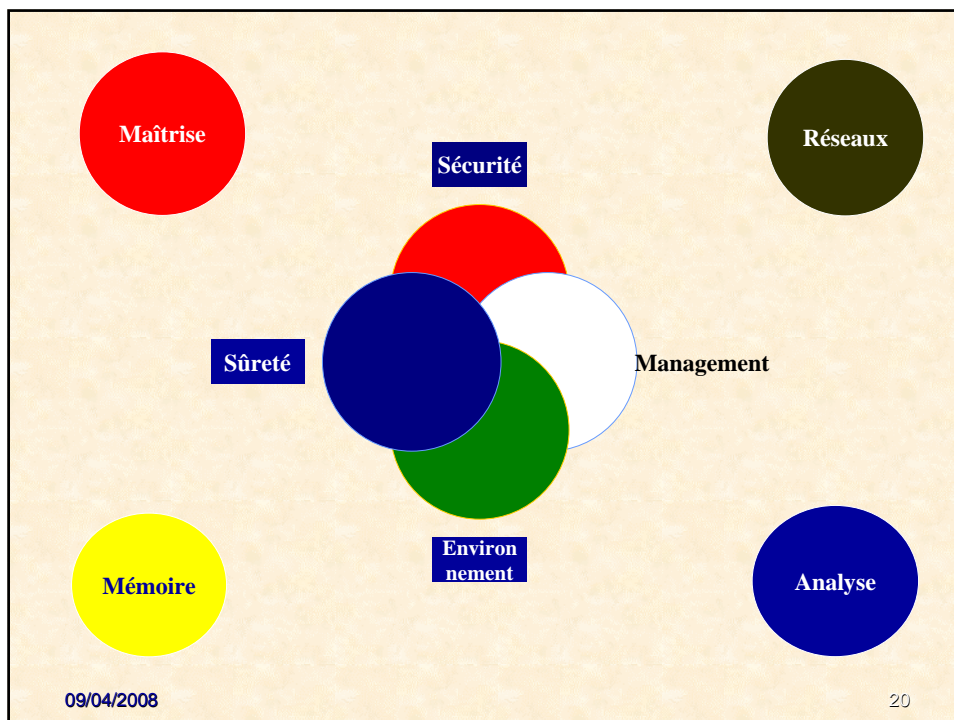 Maîtrise
Réseaux
Sécurité
Sûreté
Management
Environ
nement
Mémoire
Analyse
09/04/2008
20